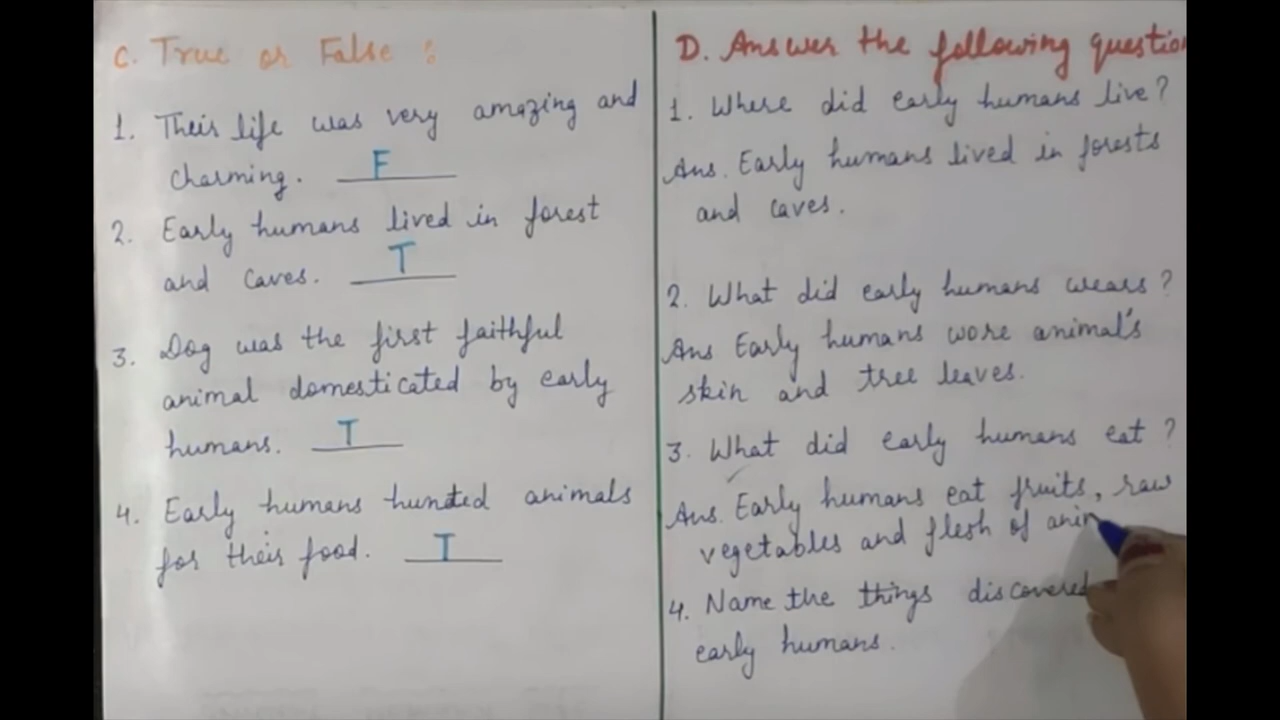 C. True or False :
1. Their life was very amazing and
charming. F
2. Early humans lived in forest
and caves. T
3. Dog was the first faithful
animal domesticated by early
humans. T
4. Early humans hunted animals
for their food. T
D. Answer the following question
1. Where did early humans live?
Ans. Early humans lived in forests
and caves.
2. What did early humans wears?
Ans Early humans wore animal's
skin and tree leaves.
3. What did early humans eat?
Ans. Early humans eat fruits, raw
vegetables and flesh of anim
4. Name the things discovered
early humans.